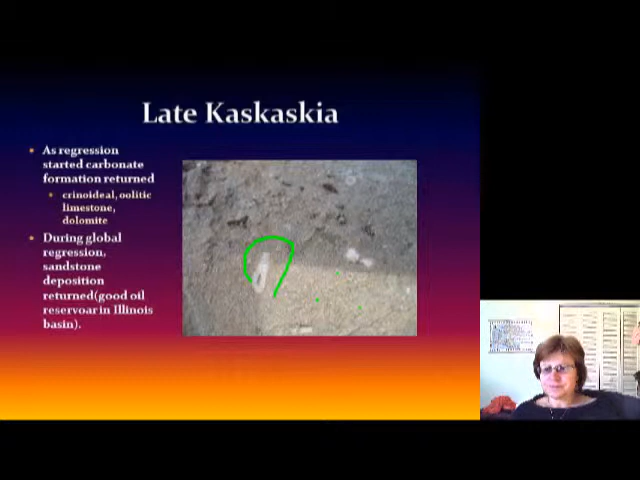 Late Kaskaskia
As regression
started carbonate
formation returned
crinoideal, oolitic
limestone,
dolomite
During global
regression,
sandstone
deposition
returned(good oil
reservoar in Illinois
basin).